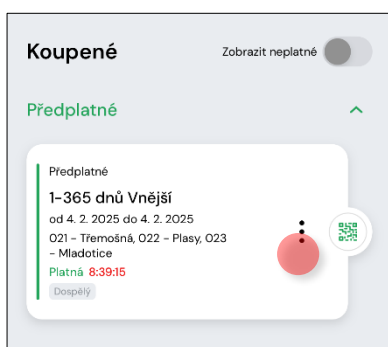 Koupené
Zobrazit neplatné
Předplatné
Předplatné
1-365 dnů Vnější
od 4. 2. 2025 do 4. 2. 2025
021 - Třemošná, 022 - Plasy, 023
- Mladotice
Platná 8:39:15
Dospělý